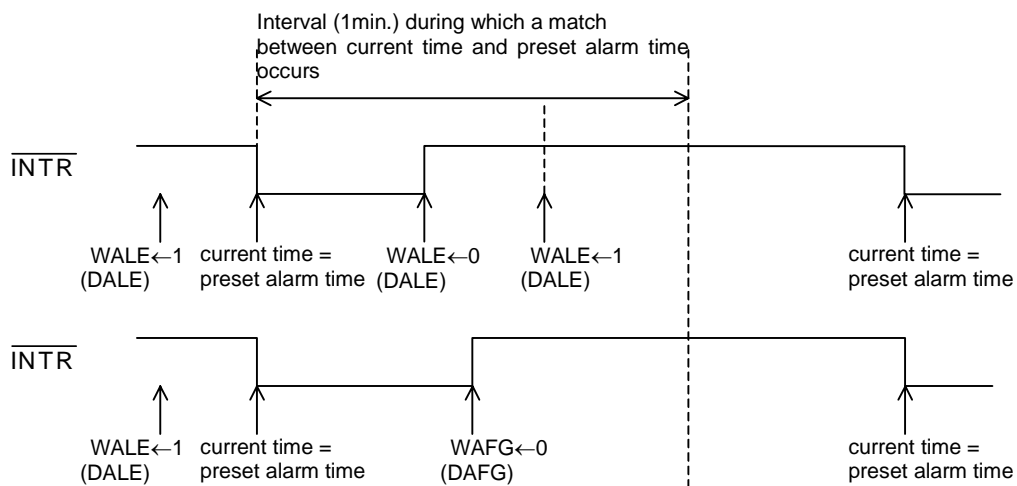 Interval (1min.) during which a match
between current time and preset alarm time
occurs
INTR
WALE←1 current time = WALE←0 WALE←1 current time =
(DALE) preset alarm time (DALE) (DALE) preset alarm time
INTR
WALE←1 current time = WAFG←0 current time =
(DALE) preset alarm time (DAFG) preset alarm time